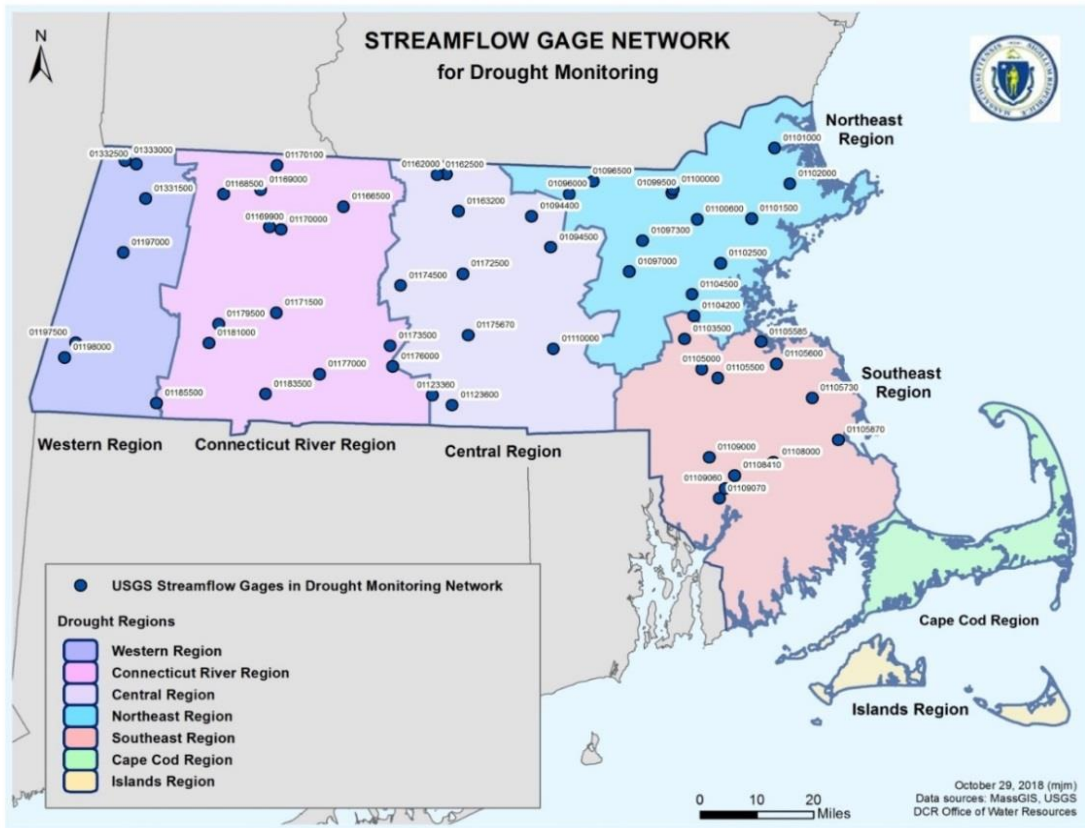 N
STREAMFLOW GAGE NETWORK
for Drought Monitoring
Northeast
Region
01332500
01333000
01331500
01197000
01197500
01198000
01185500
01170100
01168500
01169000
01166500
01169900
01170000
01171500
01179500
01181000
01173500
01176000
01177000
01183500
01162000
01162500
01163200
01094400
01094500
01174500
01172500
01175670
01110000
01123360
01123600
01096500
01096000
01099500
01100000
01101000
01102000
01100600
01101500
01097300
01097000
01102500
01104500
01104200
01103500
01105585
01105000
01105500
01105600
01105730
01105870
01109000
01108000
01108410
01109060
01109070
Southeast
Region
Western Region
Connecticut River Region
Central Region
Cape Cod Region
Islands Region
USGS Streamflow Gages in Drought Monitoring Network
Drought Regions
Western Region
Connecticut River Region
Central Region
Northeast Region
Southeast Region
Cape Cod Region
Islands Region
0 10 20
Miles
October 29, 2018 (mjm)
Data sources: MassGIS, USGS
DCR Office of Water Resources